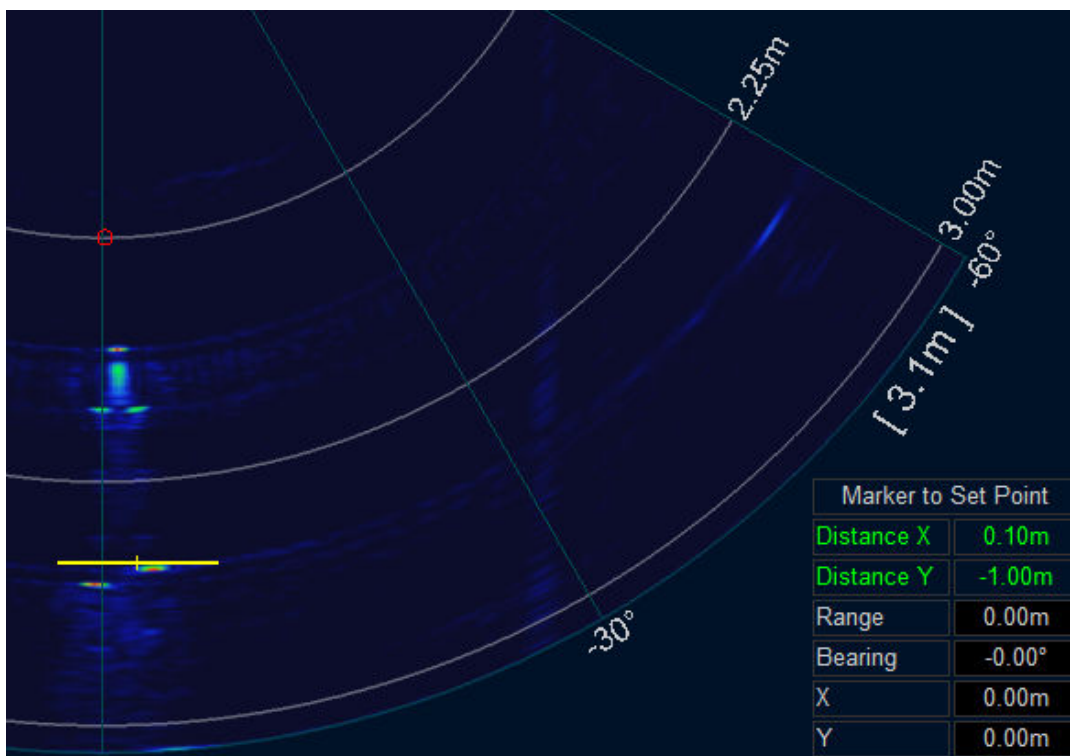 2.25m
3.00m
-60°
[ 3.1m ]
-30°
Marker to Set Point
Distance X 0.10m
Distance Y -1.00m
Range 0.00m
Bearing -0.00°
X 0.00m
Y 0.00m